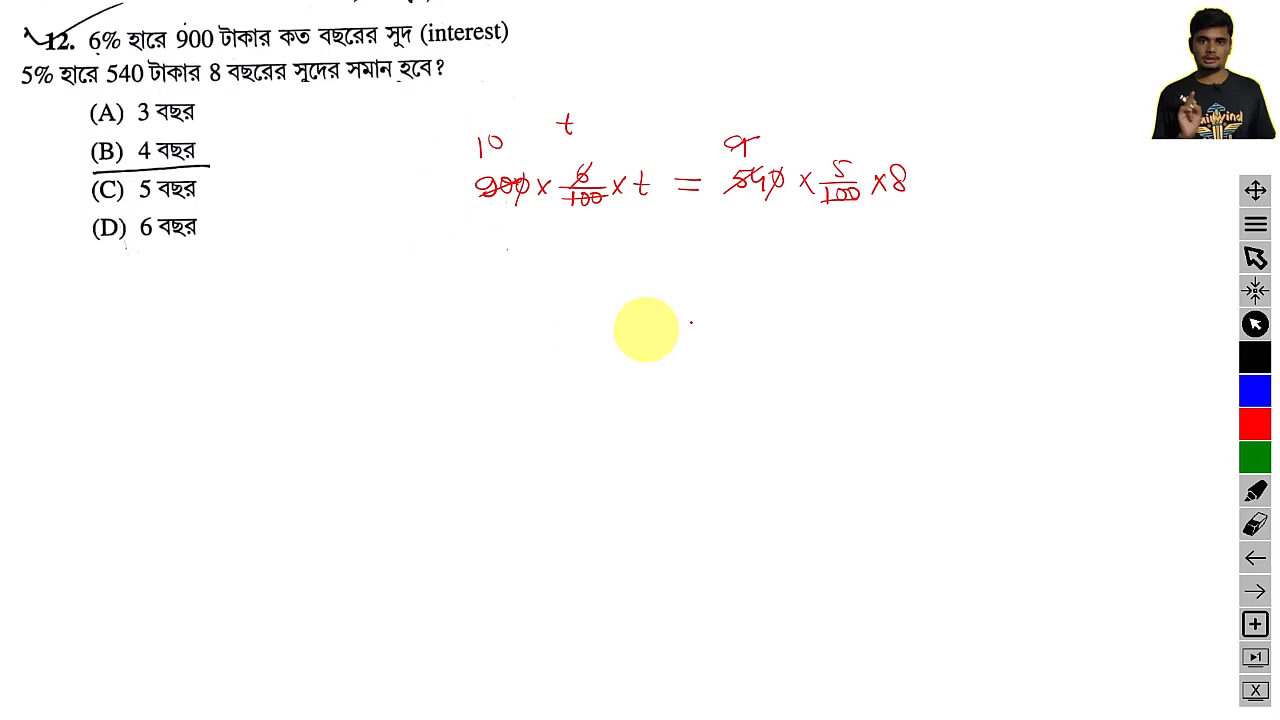 12. 6% হারে 900 টাকার কত বছরের সুদ (interest)
5% হারে 540 টাকার 8 বছরের সুদের সমান হবে?
(A) 3 বছর
(B) 4 বছর
(C) 5 বছর
(D) 6 বছর
t
10 9
900 × 6/100 × t = 540 × 5/100 × 8